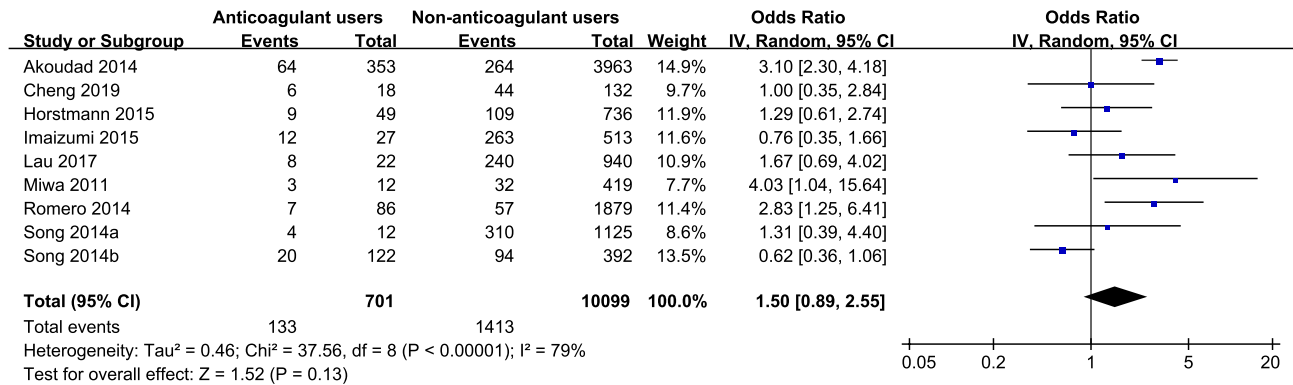 Anticoagulant users Non-anticoagulant users Odds Ratio Odds Ratio
Study or Subgroup Events Total Events Total Weight IV, Random, 95% CI IV, Random, 95% CI
Akoudad 2014 64 353 264 3963 14.9% 3.10 [2.30, 4.18]
Cheng 2019 6 18 44 132 9.7% 1.00 [0.35, 2.84]
Horstmann 2015 9 49 109 736 11.9% 1.29 [0.61, 2.74]
Imaizumi 2015 12 27 263 513 11.6% 0.76 [0.35, 1.66]
Lau 2017 8 22 240 940 10.9% 1.67 [0.69, 4.02]
Miwa 2011 3 12 32 419 7.7% 4.03 [1.04, 15.64]
Romero 2014 7 86 57 1879 11.4% 2.83 [1.25, 6.41]
Song 2014a 4 12 310 1125 8.6% 1.31 [0.39, 4.40]
Song 2014b 20 122 94 392 13.5% 0.62 [0.36, 1.06]
Total (95% CI) 701 10099 100.0% 1.50 [0.89, 2.55]
Total events 133 1413
Heterogeneity: Tau² = 0.46; Chi² = 37.56, df = 8 (P < 0.00001); I² = 79%
Test for overall effect: Z = 1.52 (P = 0.13)
0.05 0.2 1 5 20